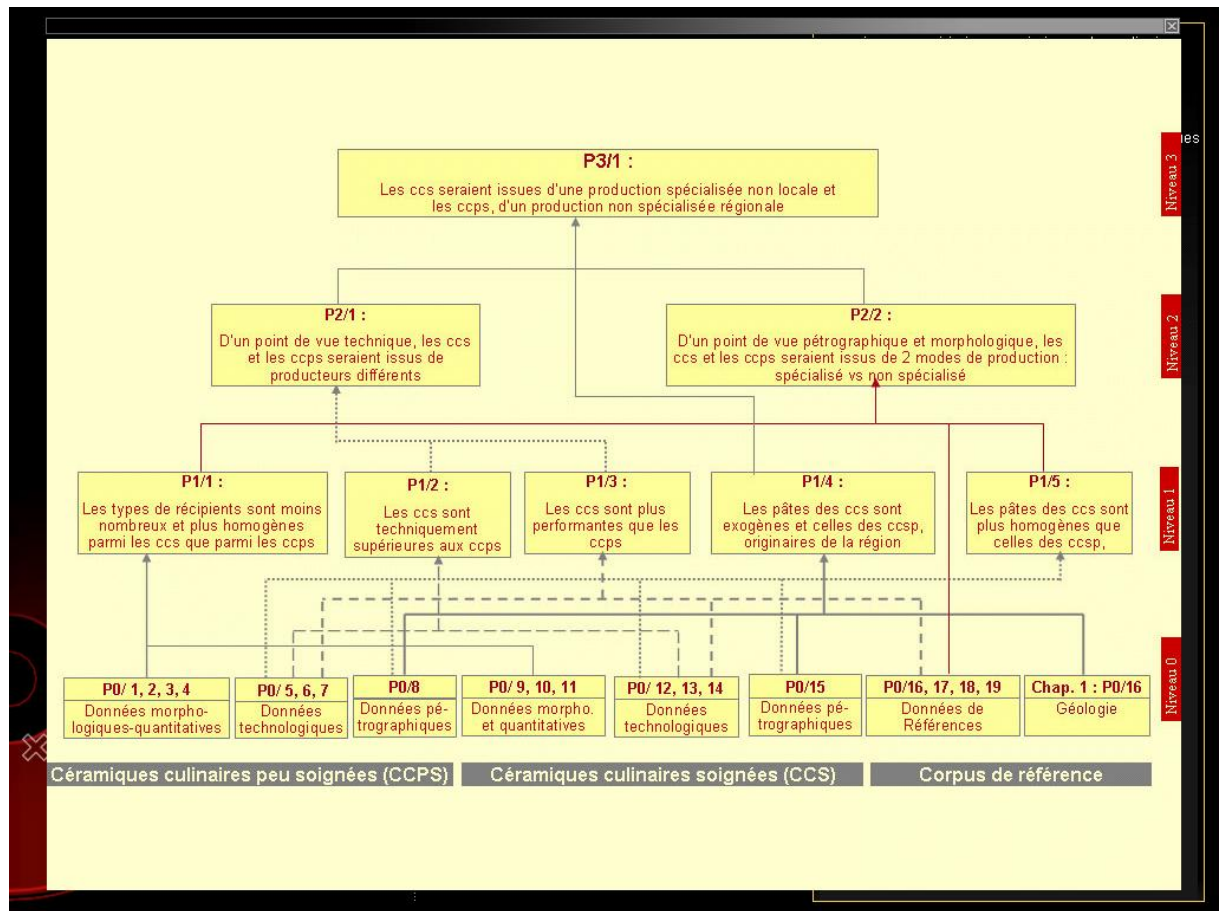 P3/1 :
Les ccs seraient issues d'une production spécialisée non locale et
les ccps, d'un production non spécialisée régionale
Niveau 3
P2/1 :
D'un point de vue technique, les ccs
et les ccps seraient issus de
producteurs différents
P2/2 :
D'un point de vue pétrographique et morphologique, les
ccs et les ccps seraient issus de 2 modes de production :
spécialisé vs non spécialisé
Niveau 2
P1/1 :
Les types de récipients sont moins
nombreux et plus homogènes
parmi les ccs que parmi les ccps
P1/2 :
Les ccs sont
techniquement
supérieures aux ccps
P1/3 :
Les ccs sont plus
performantes que les
ccps
P1/4 :
Les pâtes des ccs sont
exogènes et celles des ccsp,
originaires de la région
P1/5 :
Les pâtes des ccs sont
plus homogènes que
celles des ccsp,
Niveau 1
P0/ 1, 2, 3, 4
Données morpho-
logiques-quantitatives
P0/ 5, 6, 7
Données
technologiques
P0/8
Données pé-
trographiques
P0/ 9, 10, 11
Données morpho.
et quantitatives
P0/ 12, 13, 14
Données
technologiques
P0/15
Données pé-
trographiques
P0/16, 17, 18, 19
Données de
Références
Chap. 1 : P0/16
Géologie
Niveau 0
Céramiques culinaires peu soignées (CCPS)
Céramiques culinaires soignées (CCS)
Corpus de référence